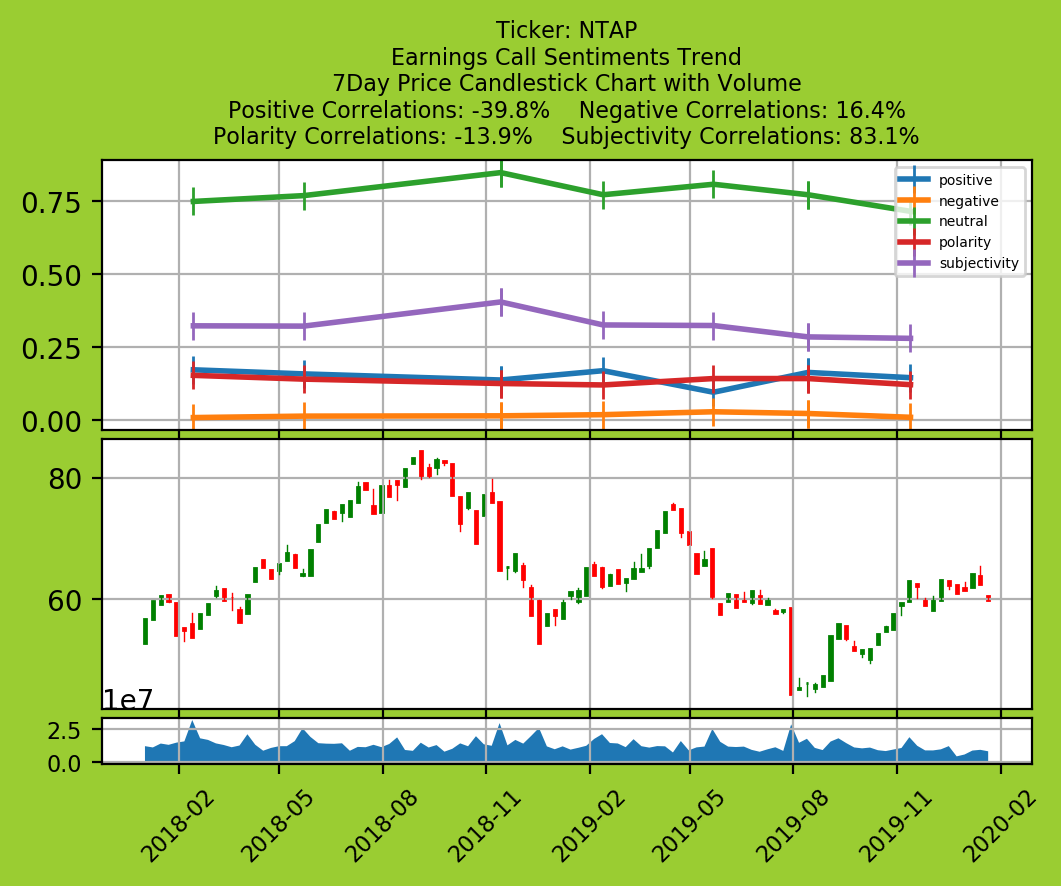 Ticker: NTAP
Earnings Call Sentiments Trend
7Day Price Candlestick Chart with Volume
Positive Correlations: -39.8%    Negative Correlations: 16.4%
Polarity Correlations: -13.9%    Subjectivity Correlations: 83.1%
0.75
0.50
0.25
0.00
positive
negative
neutral
polarity
subjectivity
80
60
1e7
2.5
0.0
2018-02
2018-05
2018-08
2018-11
2019-02
2019-05
2019-08
2019-11
2020-02